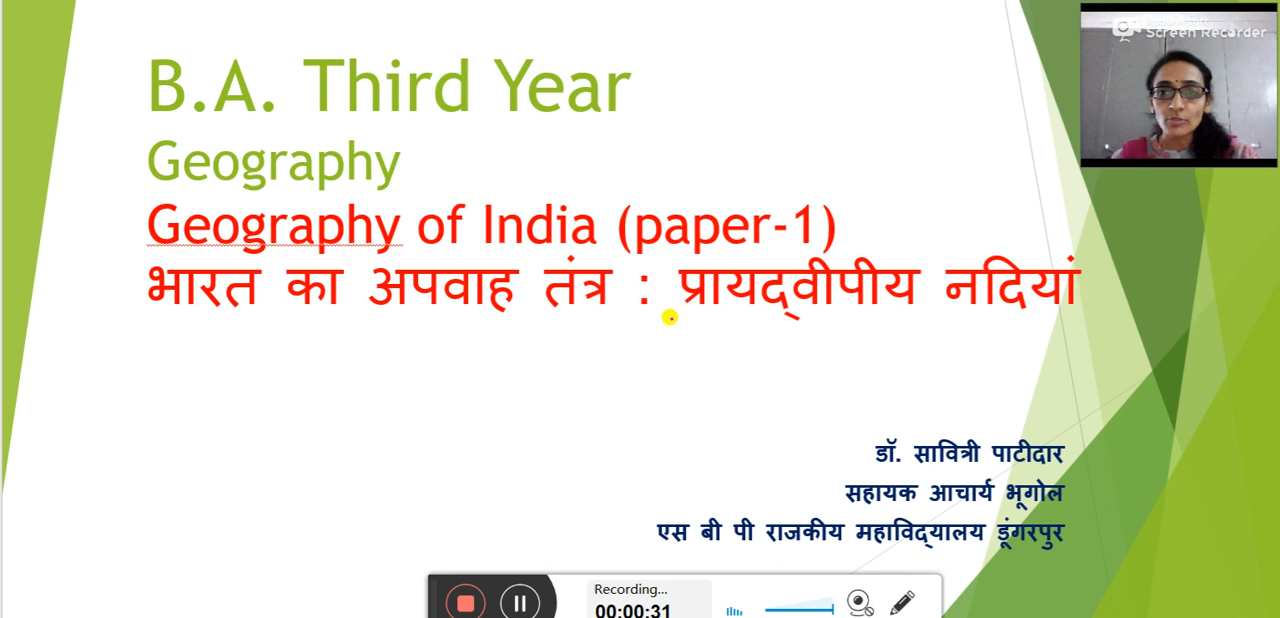 B.A. Third Year
Geography
Geography of India (paper-1)
भारत का अपवाह तंत्र : प्रायद्वीपीय नदियां
डॉ. सावित्री पाटीदार
सहायक आचार्य भूगोल
एस बी पी राजकीय महाविद्यालय डूंगरपुर
Screen Recorder
Recording...
00:00:31